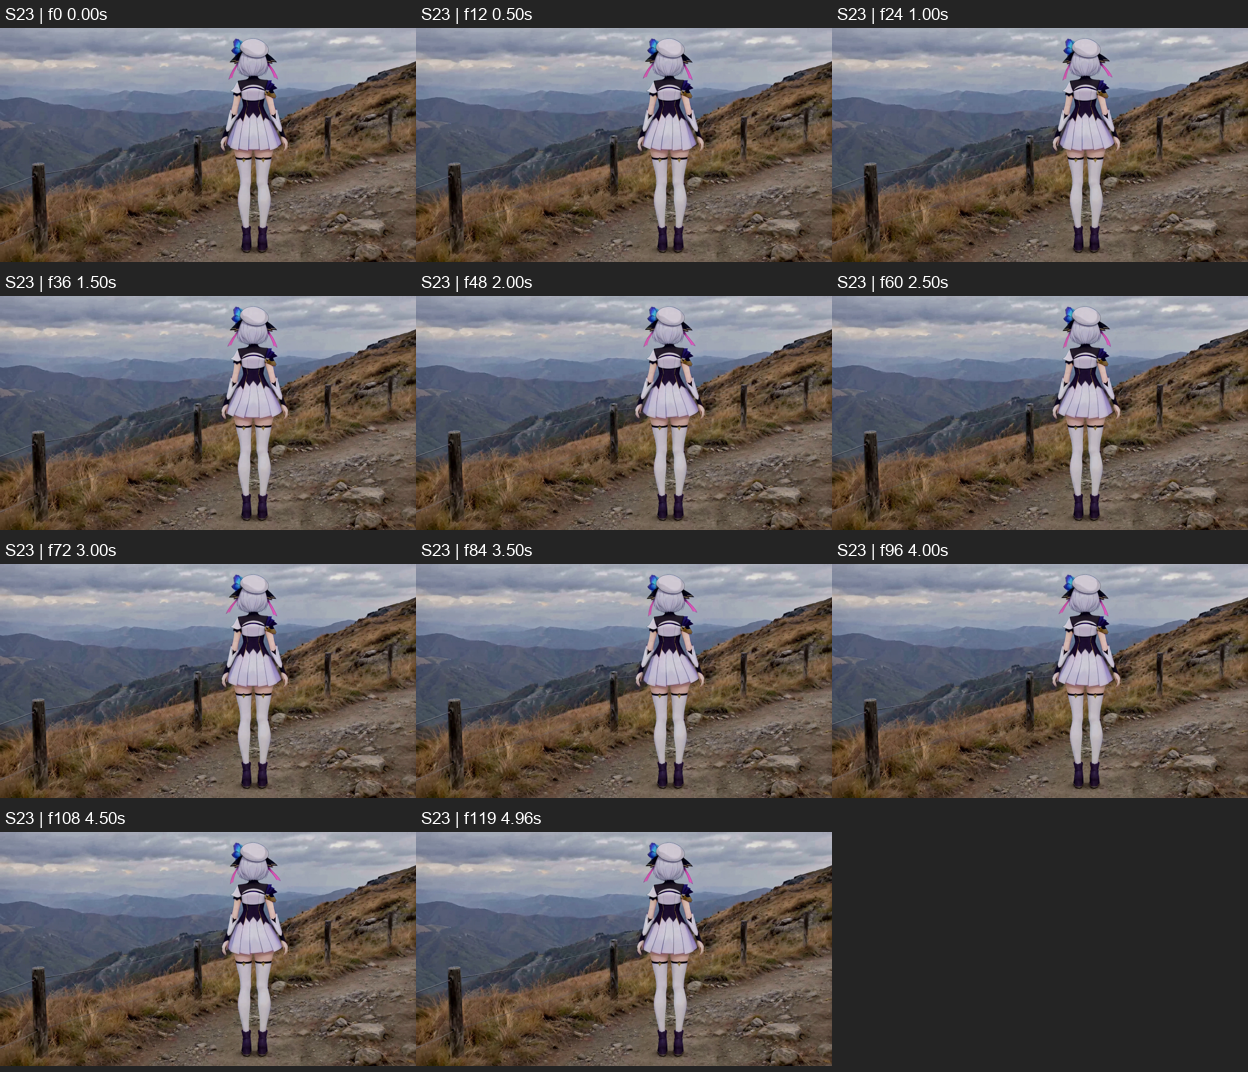 S23 | f0 0.00s
S23 | f12 0.50s
S23 | f24 1.00s
S23 | f36 1.50s
S23 | f48 2.00s
S23 | f60 2.50s
S23 | f72 3.00s
S23 | f84 3.50s
S23 | f96 4.00s
S23 | f108 4.50s
S23 | f119 4.96s